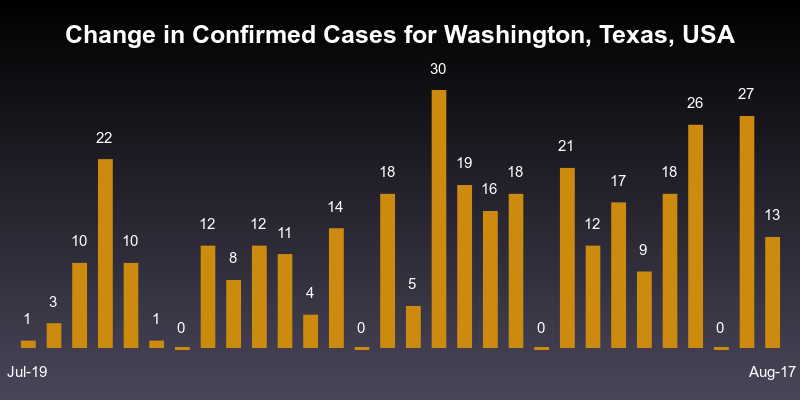 Change in Confirmed Cases for Washington, Texas, USA
1 3 10 22 10 1 0 12 8 12 11 4 14 0 18 5 30 19 16 18 0 21 12 17 9 18 26 0 27 13
Jul-19 Aug-17